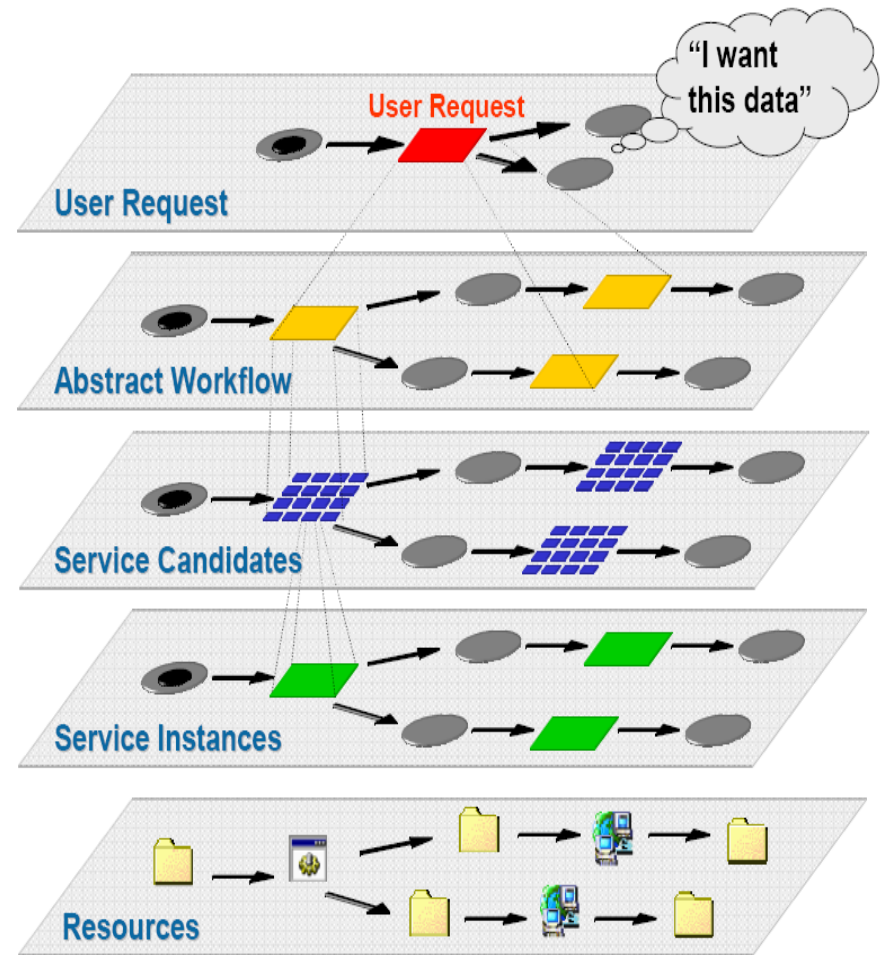 “I want
this data”
User Request
User Request
Abstract Workflow
Service Candidates
Service Instances
Resources